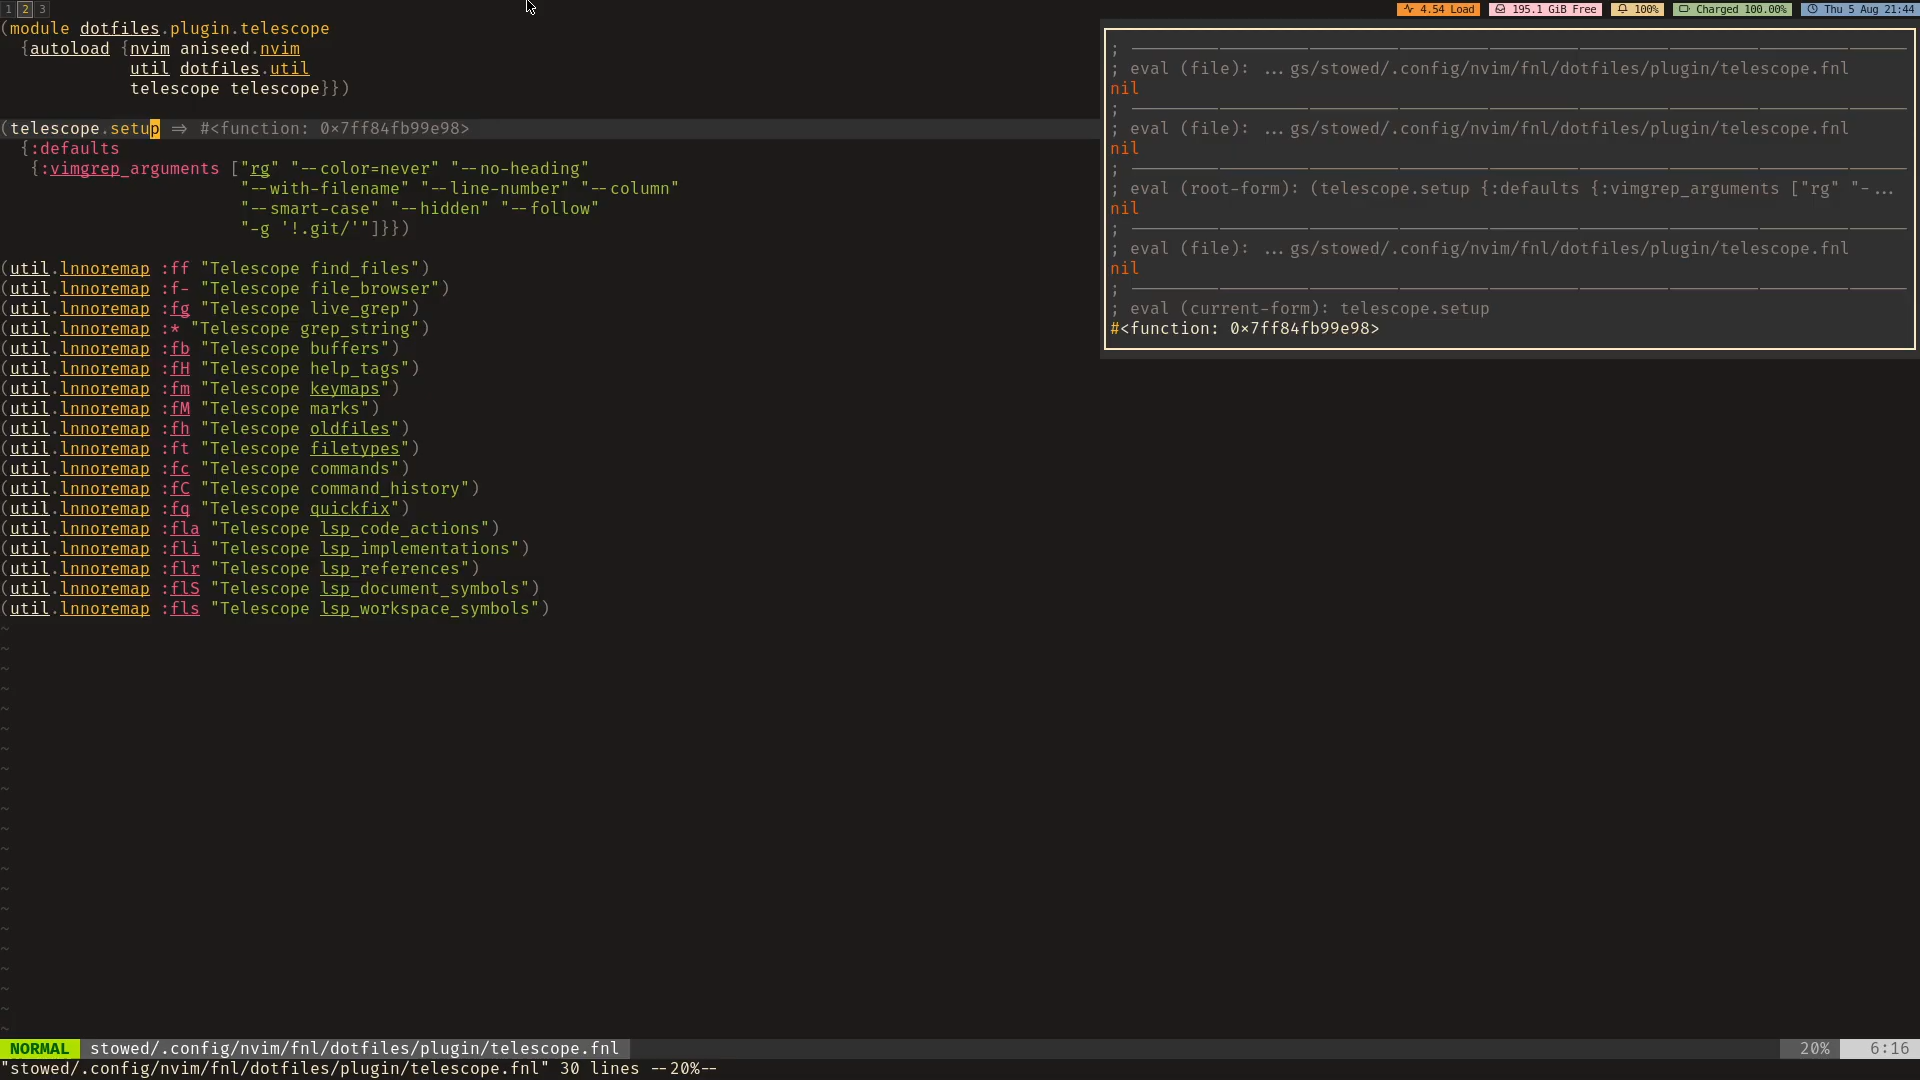 1 2 3
4.54 Load 195.1 GiB Free 100% Charged 100.00% Thu 5 Aug 21:44
(module dotfiles.plugin.telescope
  {autoload {nvim aniseed.nvim
             util dotfiles.util
             telescope telescope}})
(telescope.setup => #<function: 0x7ff84fb99e98>
  {:defaults
   {:vimgrep_arguments ["rg" "--color=never" "--no-heading"
                        "--with-filename" "--line-number" "--column"
                        "--smart-case" "--hidden" "--follow"
                        "-g '!.git/'"]}})
(util.lnnoremap :ff "Telescope find_files")
(util.lnnoremap :f- "Telescope file_browser")
(util.lnnoremap :fg "Telescope live_grep")
(util.lnnoremap :* "Telescope grep_string")
(util.lnnoremap :fb "Telescope buffers")
(util.lnnoremap :fH "Telescope help_tags")
(util.lnnoremap :fm "Telescope keymaps")
(util.lnnoremap :fM "Telescope marks")
(util.lnnoremap :fh "Telescope oldfiles")
(util.lnnoremap :ft "Telescope filetypes")
(util.lnnoremap :fc "Telescope commands")
(util.lnnoremap :fC "Telescope command_history")
(util.lnnoremap :fq "Telescope quickfix")
(util.lnnoremap :fla "Telescope lsp_code_actions")
(util.lnnoremap :fli "Telescope lsp_implementations")
(util.lnnoremap :flr "Telescope lsp_references")
(util.lnnoremap :flS "Telescope lsp_document_symbols")
(util.lnnoremap :fls "Telescope lsp_workspace_symbols")
; --------------------------------------------------------------------------------
; eval (file): ...gs/stowed/.config/nvim/fnl/dotfiles/plugin/telescope.fnl
nil
; --------------------------------------------------------------------------------
; eval (file): ...gs/stowed/.config/nvim/fnl/dotfiles/plugin/telescope.fnl
nil
; --------------------------------------------------------------------------------
; eval (root-form): (telescope.setup {:defaults {:vimgrep_arguments ["rg" "-...
nil
; --------------------------------------------------------------------------------
; eval (file): ...gs/stowed/.config/nvim/fnl/dotfiles/plugin/telescope.fnl
nil
; --------------------------------------------------------------------------------
; eval (current-form): telescope.setup
#<function: 0x7ff84fb99e98>
NORMAL stowed/.config/nvim/fnl/dotfiles/plugin/telescope.fnl 20% 6:16
"stowed/.config/nvim/fnl/dotfiles/plugin/telescope.fnl" 30 lines --20%--